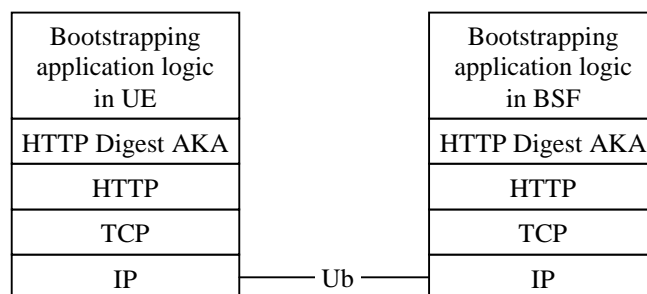 Bootstrapping
application logic
in UE
HTTP Digest AKA
HTTP
TCP
IP
Ub
Bootstrapping
application logic
in BSF
HTTP Digest AKA
HTTP
TCP
IP